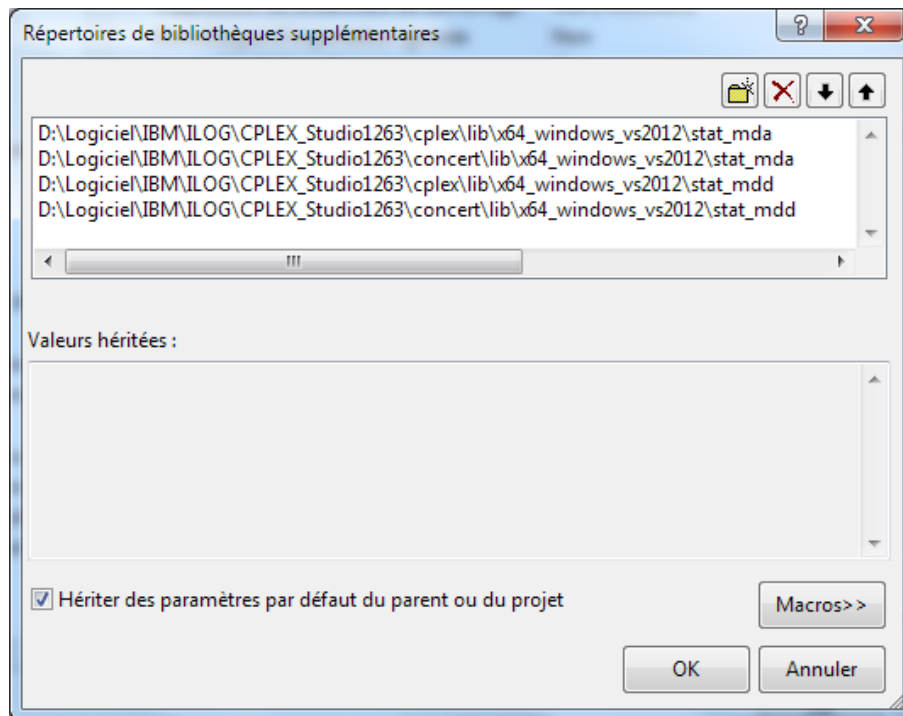 Répertoires de bibliothèques supplémentaires
D:\Logiciel\IBM\ILOG\CPLEX_Studio1263\cplex\lib\x64_windows_vs2012\stat_mda
D:\Logiciel\IBM\ILOG\CPLEX_Studio1263\concert\lib\x64_windows_vs2012\stat_mda
D:\Logiciel\IBM\ILOG\CPLEX_Studio1263\cplex\lib\x64_windows_vs2012\stat_mdd
D:\Logiciel\IBM\ILOG\CPLEX_Studio1263\concert\lib\x64_windows_vs2012\stat_mdd
Valeurs héritées :
Hériter des paramètres par défaut du parent ou du projet
Macros>>
OK
Annuler